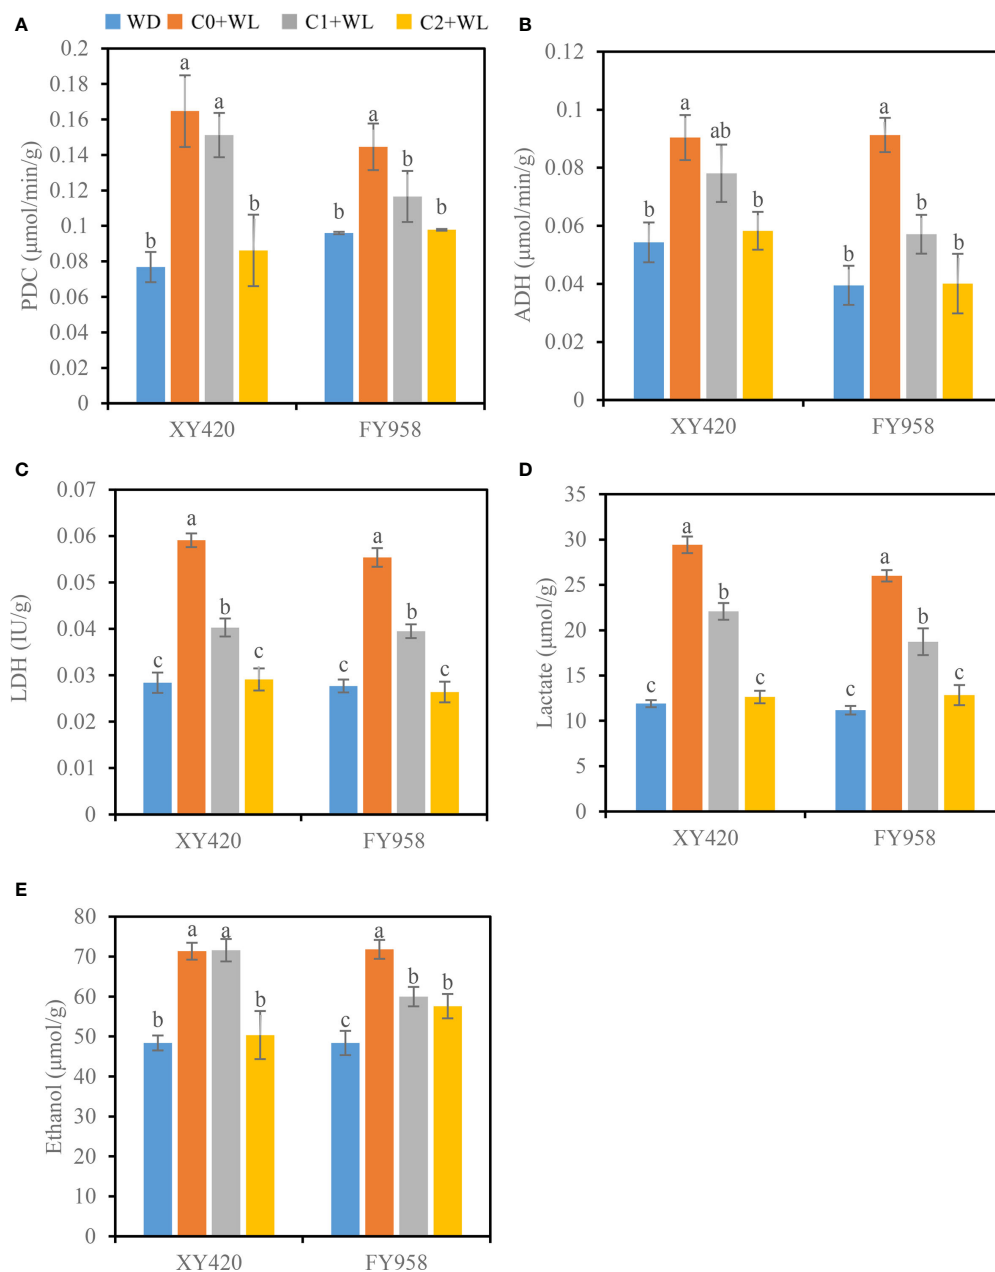 A WD C0+WL C1+WL C2+WL
PDC (μmol/min/g)
0.2
0.18
0.16
0.14
0.12
0.1
0.08
0.06
0.04
0.02
0
b a a b b a b b
XY420 FY958
B
ADH (μmol/min/g)
0.12
0.1
0.08
0.06
0.04
0.02
0
b a ab b b a b b
XY420 FY958
C
LDH (IU/g)
0.07
0.06
0.05
0.04
0.03
0.02
0.01
0
c a b c c a b c
XY420 FY958
D
Lactate (μmol/g)
35
30
25
20
15
10
5
0
c a b c c a b c
XY420 FY958
E
Ethanol (μmol/g)
80
70
60
50
40
30
20
10
0
b a a b c a b b
XY420 FY958